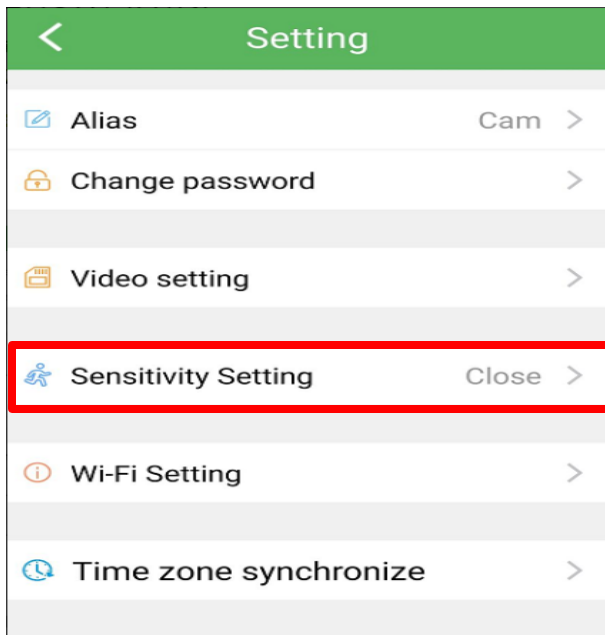 Setting
Alias Cam
Change password
Video setting
Sensitivity Setting Close
Wi-Fi Setting
Time zone synchronize